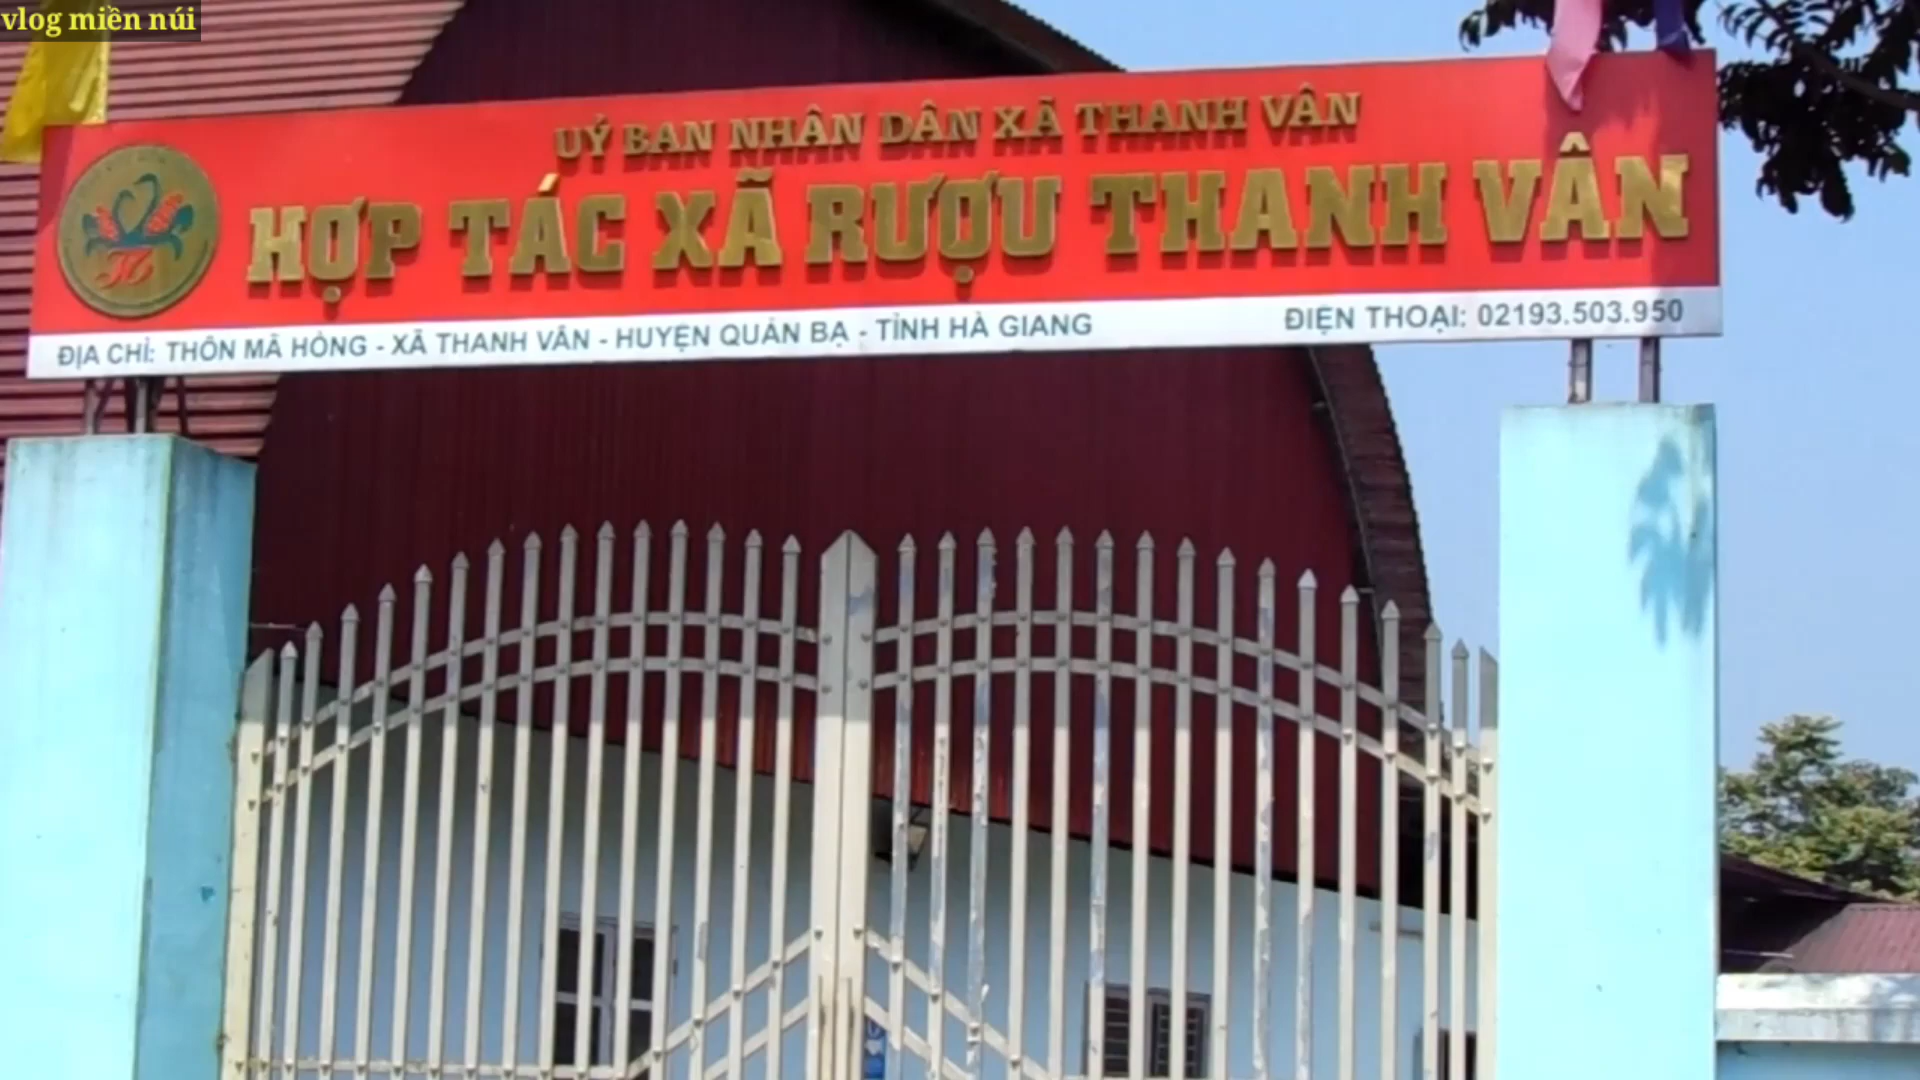 vlog miền núi
UỶ BAN NHÂN DÂN XÃ THANH VÂN
HỢP TÁC XÃ RƯỢU THANH VÂN
ĐỊA CHỈ: THÔN MÃ HỒNG - XÃ THANH VÂN - HUYỆN QUẢN BẠ - TỈNH HÀ GIANG
ĐIỆN THOẠI: 02193.503.950